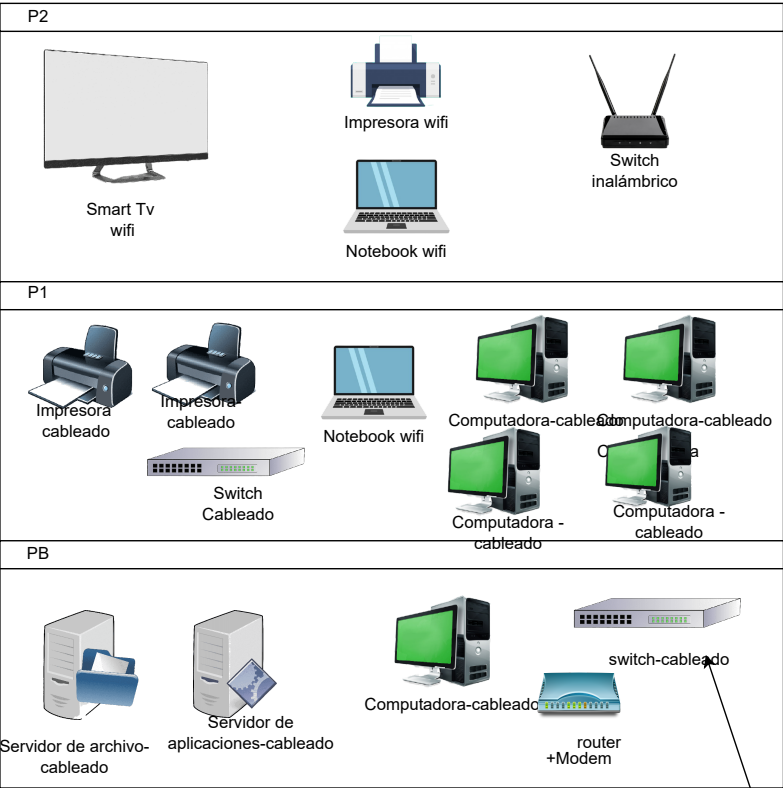 P2
Impresora wifi
Switch
inalámbrico
Smart Tv
wifi
Notebook wifi
P1
Impresora
cableado
Impresora-
cableado
Notebook wifi
Computadora-cableado
Computadora-cableado
Switch
Cableado
Computadora -
cableado
Computadora -
cableado
PB
switch-cableado
Computadora-cableado
Servidor de
aplicaciones-cableado
Servidor de archivo-
cableado
router
+Modem